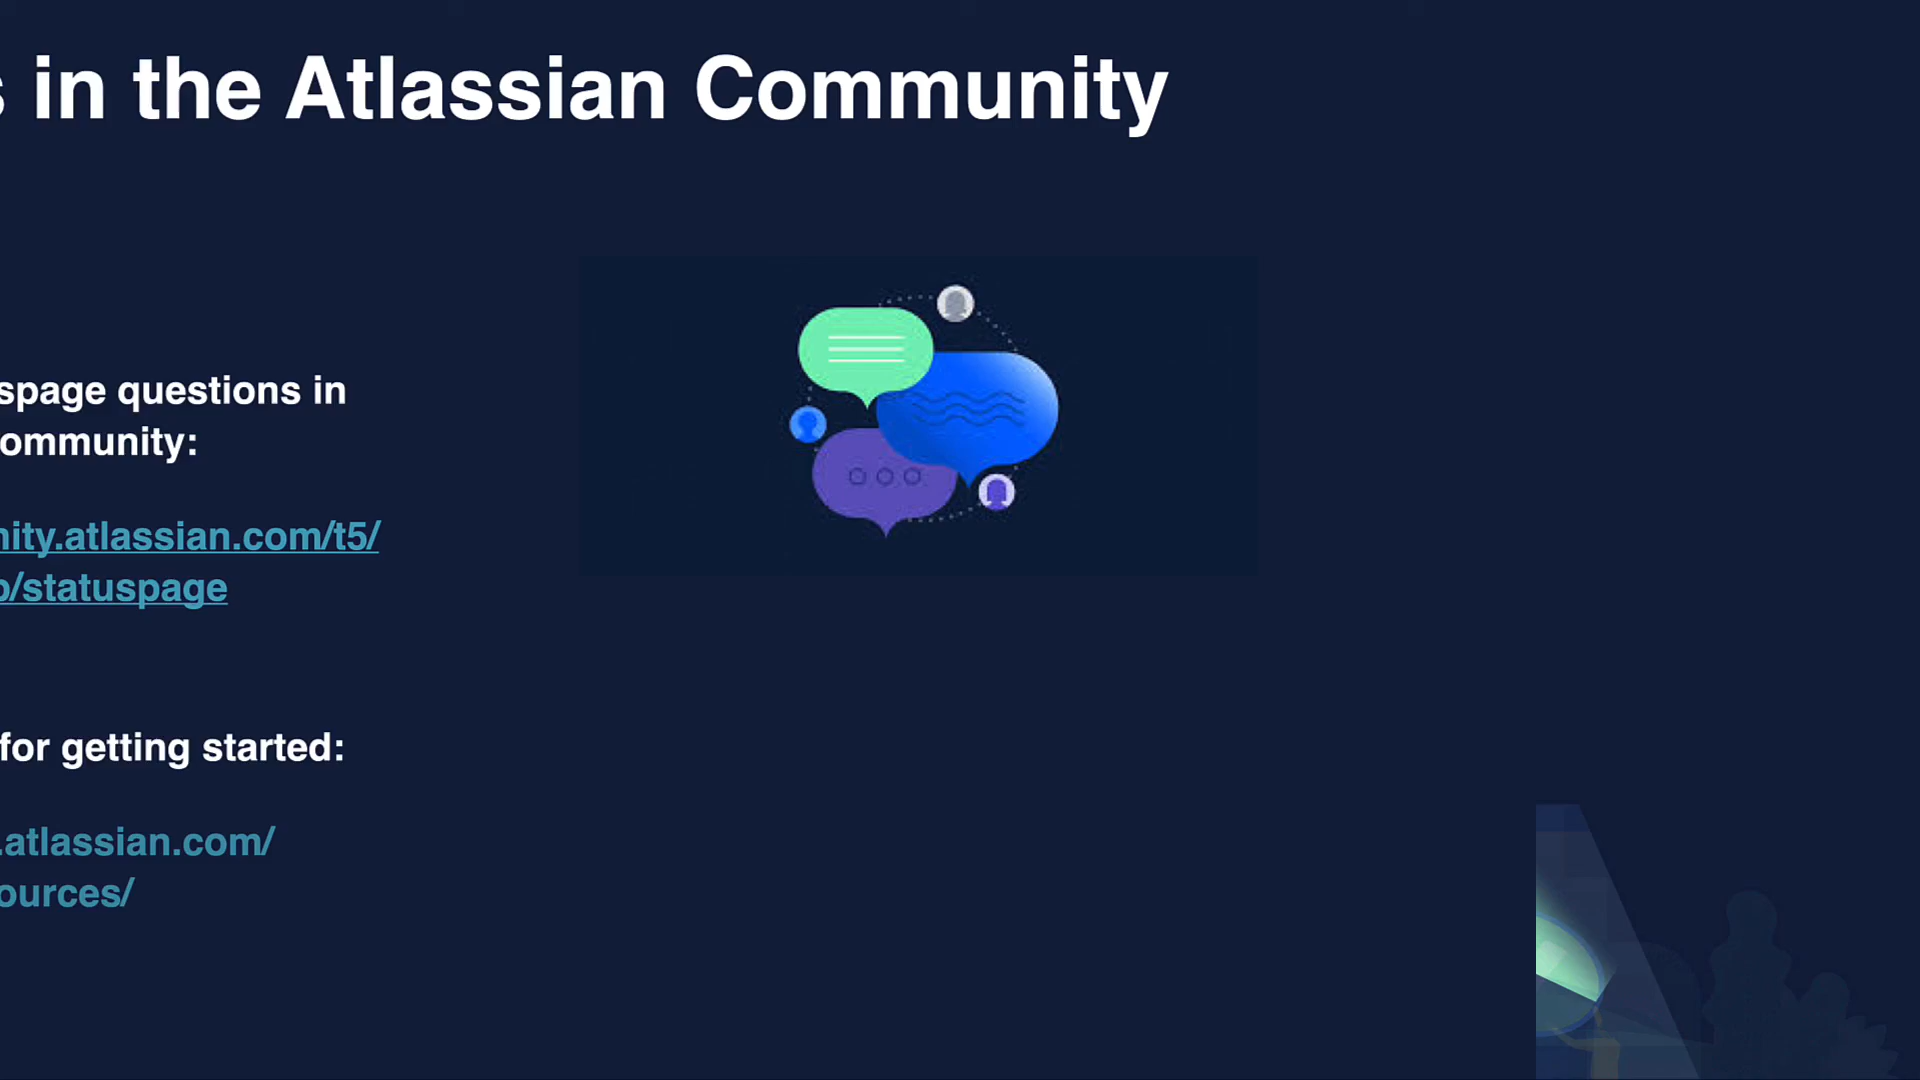 s in the Atlassian Community
spage questions in
ommunity:
nity.atlassian.com/t5/
p/statuspage
for getting started:
.atlassian.com/
ources/